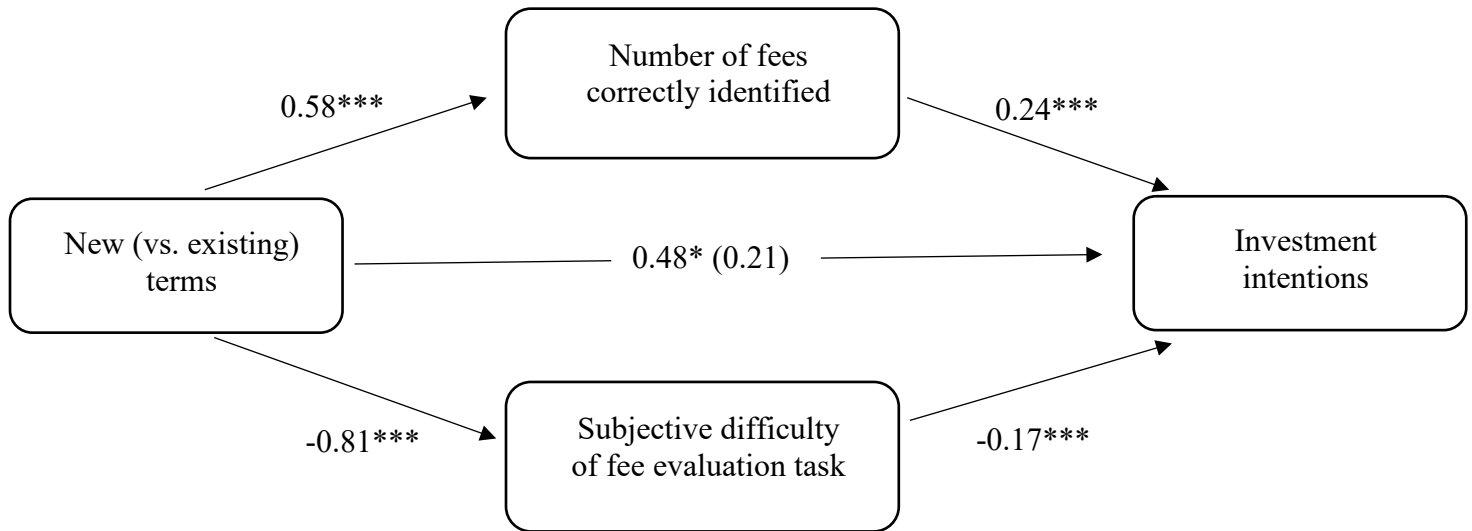 Number of fees
correctly identified
0.58***
0.24***
New (vs. existing)
terms
0.48* (0.21)
Investment
intentions
-0.81***
Subjective difficulty
of fee evaluation task
-0.17***